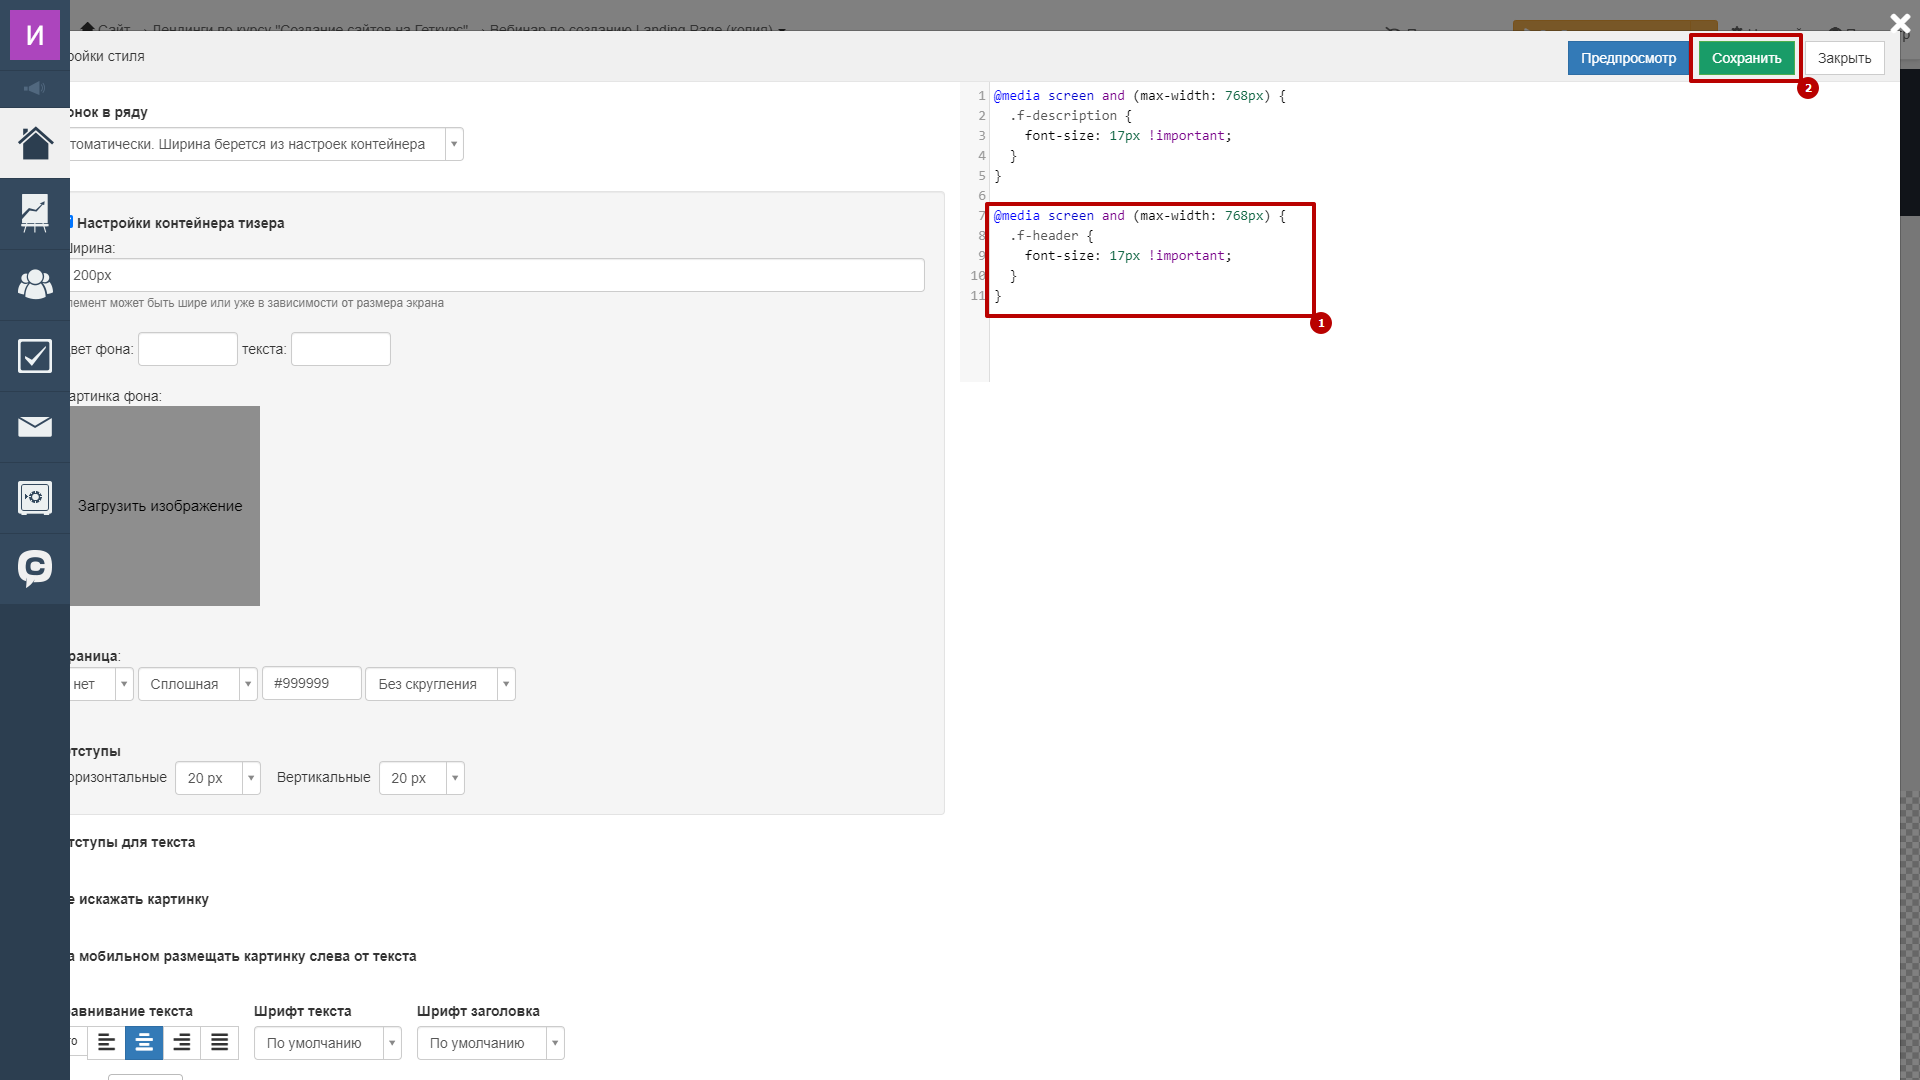 И
Сайт → Лендинги по курсу "Создание сайтов на Геткурс" → Вебинар по созданию Landing Page (копия)
ройки стиля
Предпросмотр
Сохранить
Закрыть
2
онок в ряду
томатически. Ширина берется из настроек контейнера
Настройки контейнера тизера
Ширина:
200px
лемент может быть шире или уже в зависимости от размера экрана
вет фона:
текста:
артинка фона:
Загрузить изображение
раница:
нет
Сплошная
#999999
Без скругления
тступы
оризонтальные
20 px
Вертикальные
20 px
тступы для текста
е искажать картинку
а мобильном размещать картинку слева от текста
авнивание текста
Шрифт текста
Шрифт заголовка
то
По умолчанию
По умолчанию
1 @media screen and (max-width: 768px) {
2 .f-description {
3 font-size: 17px !important;
4 }
5 }
6
7 @media screen and (max-width: 768px) {
8 .f-header {
9 font-size: 17px !important;
10 }
11 }
1